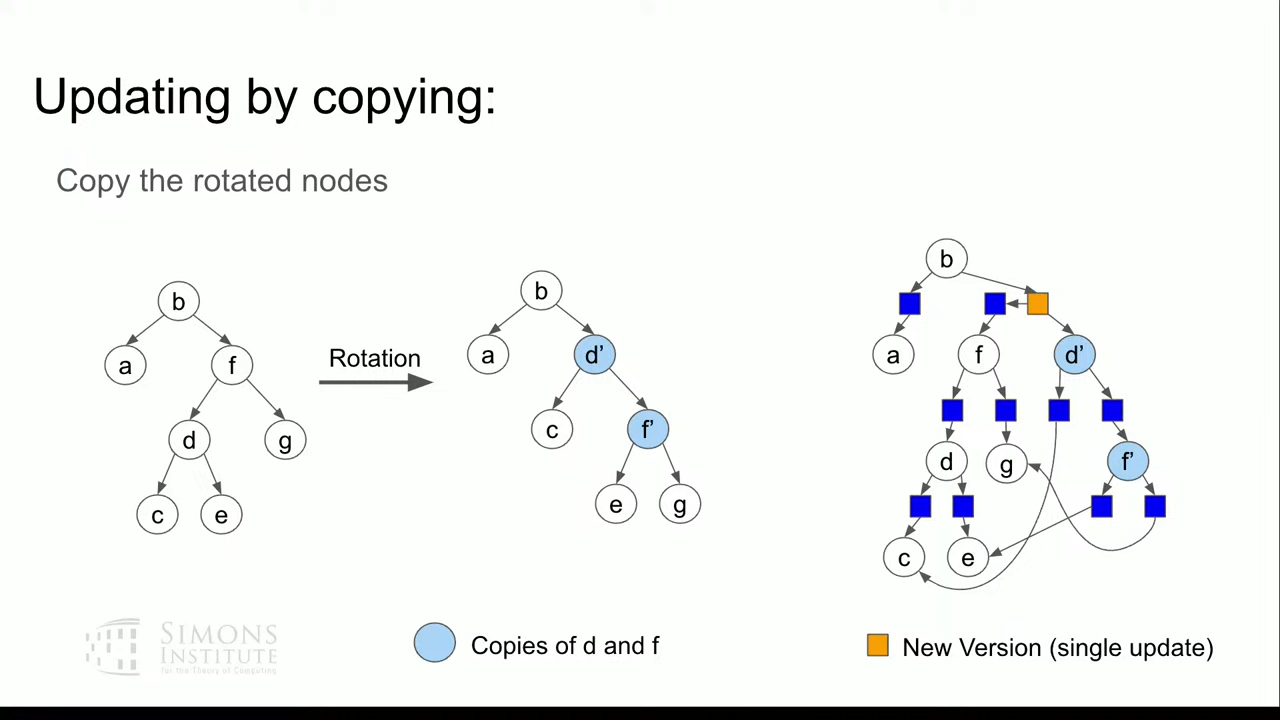 Updating by copying:
Copy the rotated nodes
b
a
f
d
g
c
e
Rotation
b
a
d’
c
f’
e
g
b
a
f
d’
d
g
f’
c
e
SIMONS
INSTITUTE
for the Theory of Computing
Copies of d and f
New Version (single update)